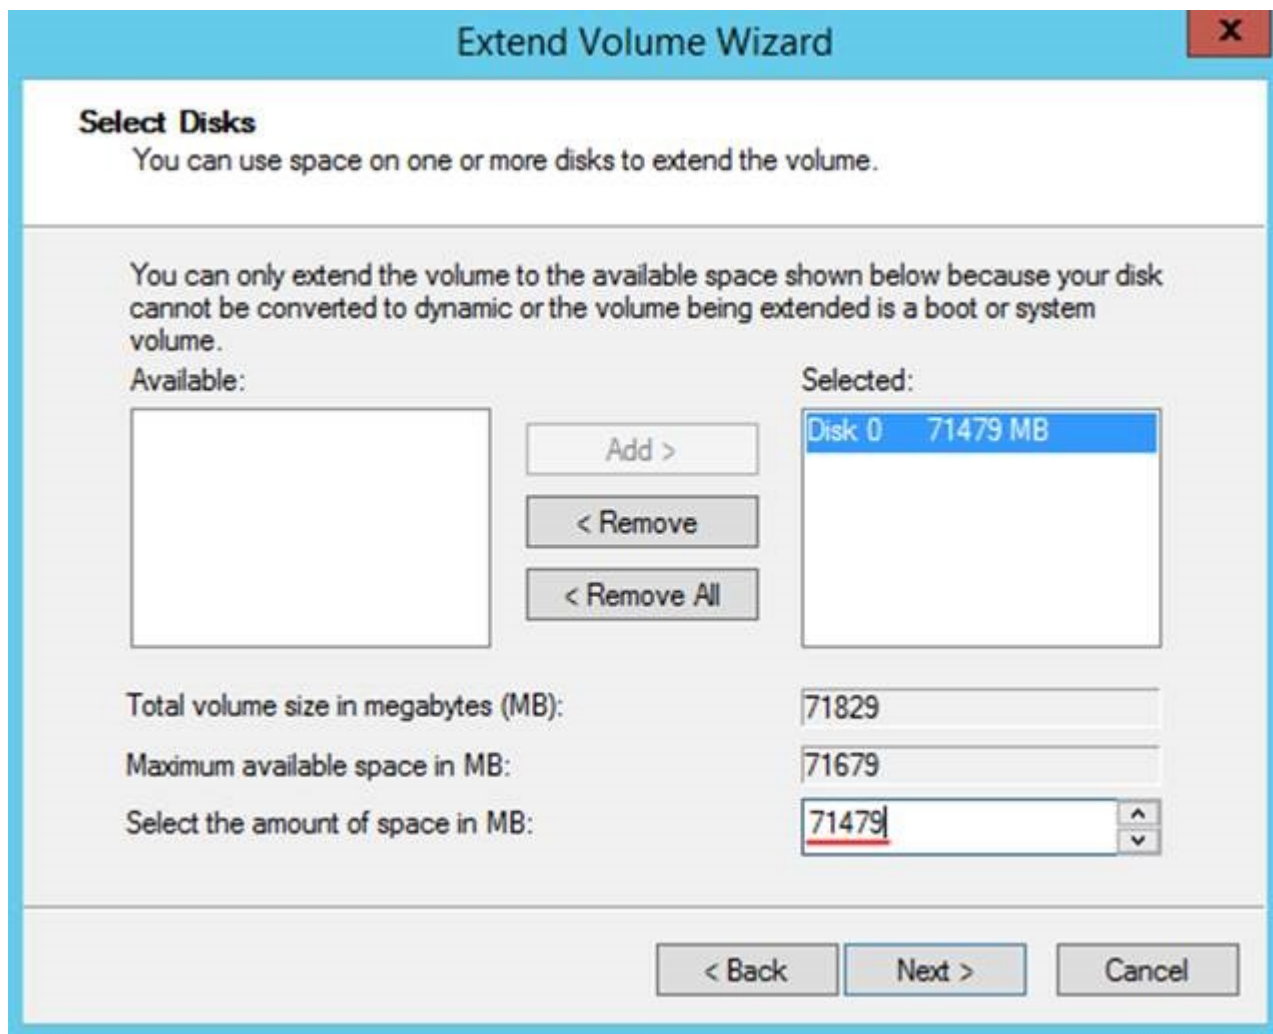 Extend Volume Wizard
x
Select Disks
You can use space on one or more disks to extend the volume.
You can only extend the volume to the available space shown below because your disk
cannot be converted to dynamic or the volume being extended is a boot or system
volume.
Available:
Selected:
Disk 0 71479 MB
Add >
< Remove
< Remove All
Total volume size in megabytes (MB): 71829
Maximum available space in MB: 71679
Select the amount of space in MB: 71479
< Back Next > Cancel